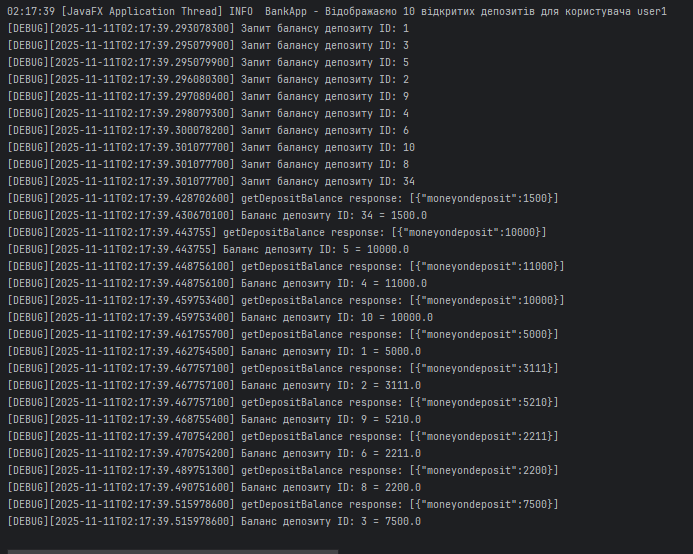 02:17:39 [JavaFX Application Thread] INFO  BankApp - Відображаємо 10 відкритих депозитів для користувача user1
[DEBUG][2025-11-11T02:17:39.293078300] Запит балансу депозиту ID: 1
[DEBUG][2025-11-11T02:17:39.295079900] Запит балансу депозиту ID: 3
[DEBUG][2025-11-11T02:17:39.295079900] Запит балансу депозиту ID: 5
[DEBUG][2025-11-11T02:17:39.296080300] Запит балансу депозиту ID: 2
[DEBUG][2025-11-11T02:17:39.297080400] Запит балансу депозиту ID: 9
[DEBUG][2025-11-11T02:17:39.298079300] Запит балансу депозиту ID: 4
[DEBUG][2025-11-11T02:17:39.300078200] Запит балансу депозиту ID: 6
[DEBUG][2025-11-11T02:17:39.301077700] Запит балансу депозиту ID: 10
[DEBUG][2025-11-11T02:17:39.301077700] Запит балансу депозиту ID: 8
[DEBUG][2025-11-11T02:17:39.301077700] Запит балансу депозиту ID: 34
[DEBUG][2025-11-11T02:17:39.428702600] getDepositBalance response: [{"moneyondeposit":1500}]
[DEBUG][2025-11-11T02:17:39.430670100] Баланс депозиту ID: 34 = 1500.0
[DEBUG][2025-11-11T02:17:39.443755] getDepositBalance response: [{"moneyondeposit":10000}]
[DEBUG][2025-11-11T02:17:39.443755] Баланс депозиту ID: 5 = 10000.0
[DEBUG][2025-11-11T02:17:39.448756100] getDepositBalance response: [{"moneyondeposit":11000}]
[DEBUG][2025-11-11T02:17:39.448756100] Баланс депозиту ID: 4 = 11000.0
[DEBUG][2025-11-11T02:17:39.459753400] getDepositBalance response: [{"moneyondeposit":10000}]
[DEBUG][2025-11-11T02:17:39.459753400] Баланс депозиту ID: 10 = 10000.0
[DEBUG][2025-11-11T02:17:39.461755700] getDepositBalance response: [{"moneyondeposit":5000}]
[DEBUG][2025-11-11T02:17:39.462754500] Баланс депозиту ID: 1 = 5000.0
[DEBUG][2025-11-11T02:17:39.467757100] getDepositBalance response: [{"moneyondeposit":3111}]
[DEBUG][2025-11-11T02:17:39.467757100] Баланс депозиту ID: 2 = 3111.0
[DEBUG][2025-11-11T02:17:39.467757100] getDepositBalance response: [{"moneyondeposit":5210}]
[DEBUG][2025-11-11T02:17:39.468755400] Баланс депозиту ID: 9 = 5210.0
[DEBUG][2025-11-11T02:17:39.470754200] getDepositBalance response: [{"moneyondeposit":2211}]
[DEBUG][2025-11-11T02:17:39.470754200] Баланс депозиту ID: 6 = 2211.0
[DEBUG][2025-11-11T02:17:39.489751300] getDepositBalance response: [{"moneyondeposit":2200}]
[DEBUG][2025-11-11T02:17:39.490751600] Баланс депозиту ID: 8 = 2200.0
[DEBUG][2025-11-11T02:17:39.515978600] getDepositBalance response: [{"moneyondeposit":7500}]
[DEBUG][2025-11-11T02:17:39.515978600] Баланс депозиту ID: 3 = 7500.0